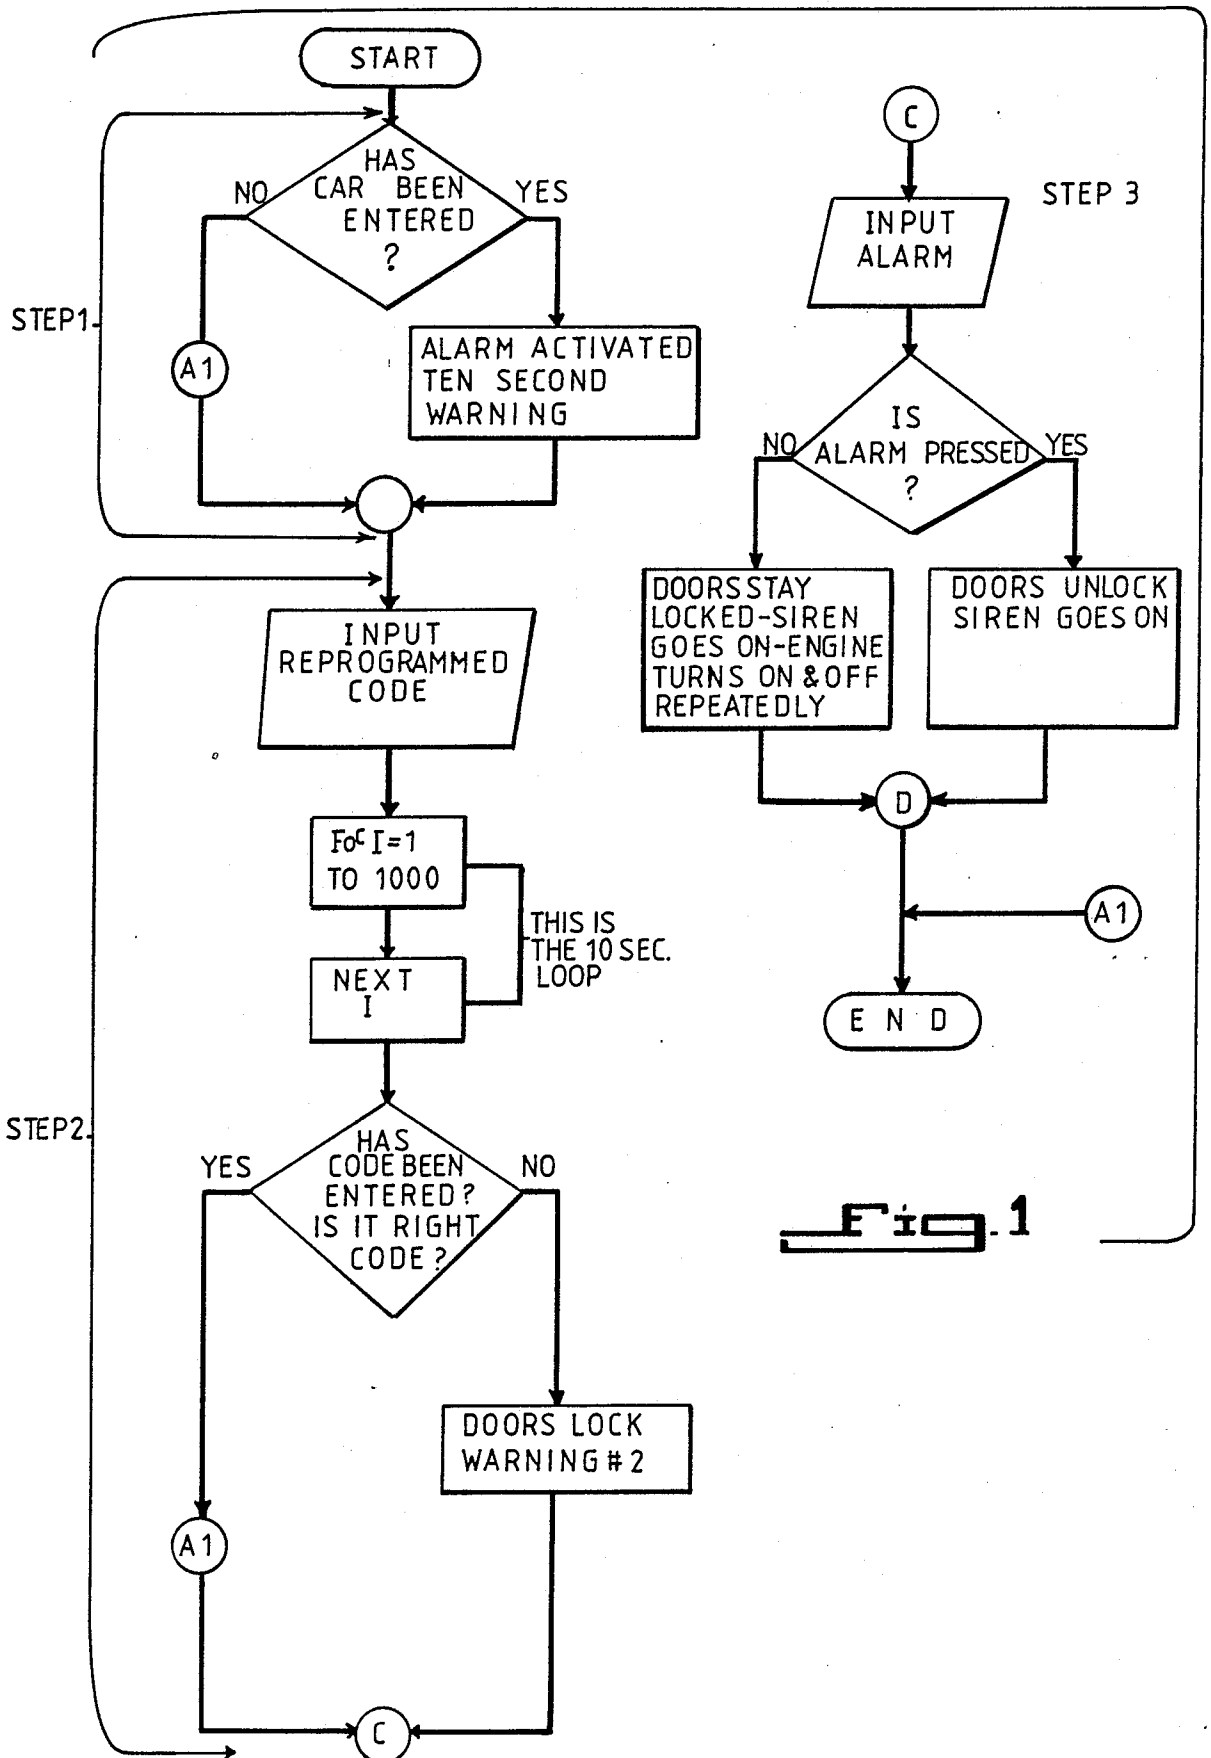 START
HAS
CAR BEEN
ENTERED
?
NO
YES
STEP1
A1
ALARM ACTIVATED
TEN SECOND
WARNING
INPUT
REPROGRAMMED
CODE
For I=1
TO 1000
NEXT
I
THIS IS
THE 10 SEC.
LOOP
STEP2
HAS
CODE BEEN
ENTERED?
IS IT RIGHT
CODE?
YES
NO
DOORS LOCK
WARNING#2
A1
C
C
STEP 3
INPUT
ALARM
IS
ALARM PRESSED
?
NO
YES
DOORS STAY
LOCKED-SIREN
GOES ON-ENGINE
TURNS ON & OFF
REPEATEDLY
DOORS UNLOCK
SIREN GOES ON
D
A1
END
Fig. 1